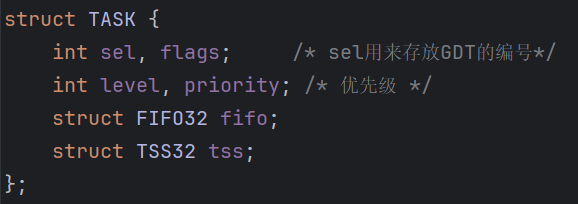 struct TASK {
    int sel, flags;     /* sel用来存放GDT的编号*/
    int level, priority; /* 优先级 */
    struct FIFO32 fifo;
    struct TSS32 tss;
};